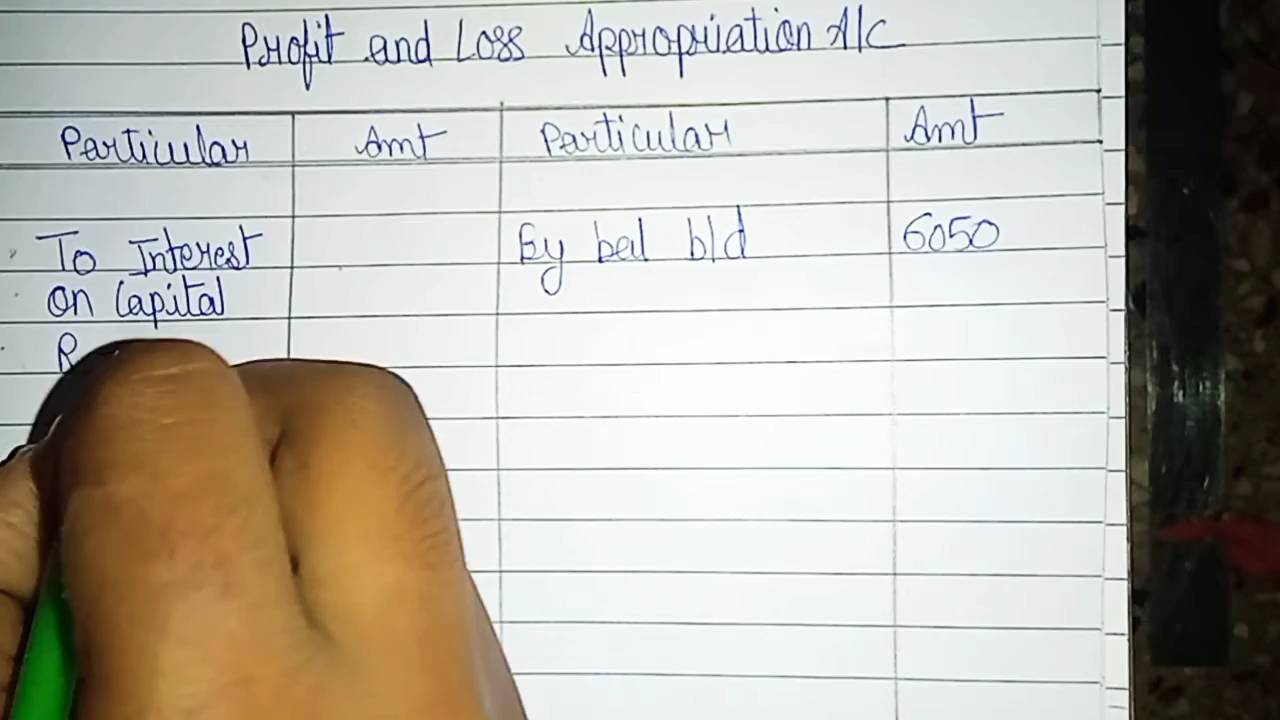 Profit and Loss Appropriation A/c
Particular Amt Particular Amt
To Interest By bal b/d 6050
on Capital
R